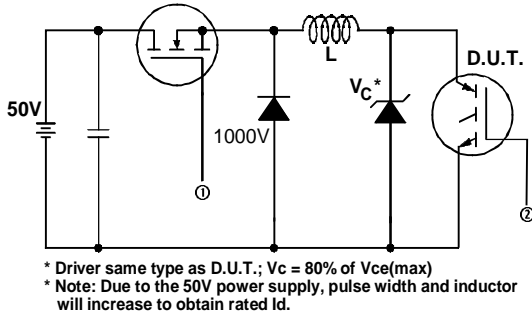 50V
1000V
L
VC*
D.U.T.
①
②
* Driver same type as D.U.T.; Vc = 80% of Vce(max)
* Note: Due to the 50V power supply, pulse width and inductor
will increase to obtain rated Id.